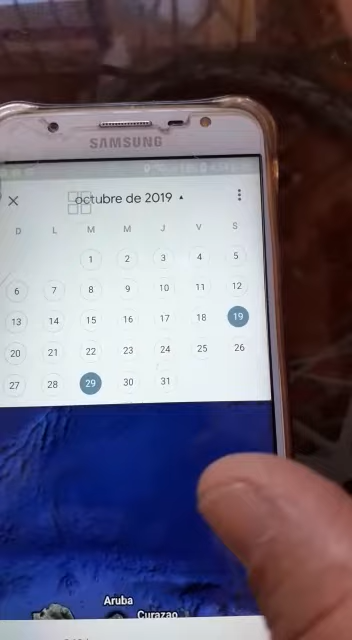 SAMSUNG
octubre de 2019
D L M M J V S
1 2 3 4 5
6 7 8 9 10 11 12
13 14 15 16 17 18 19
20 21 22 23 24 25 26
27 28 29 30 31
Aruba
Curazao